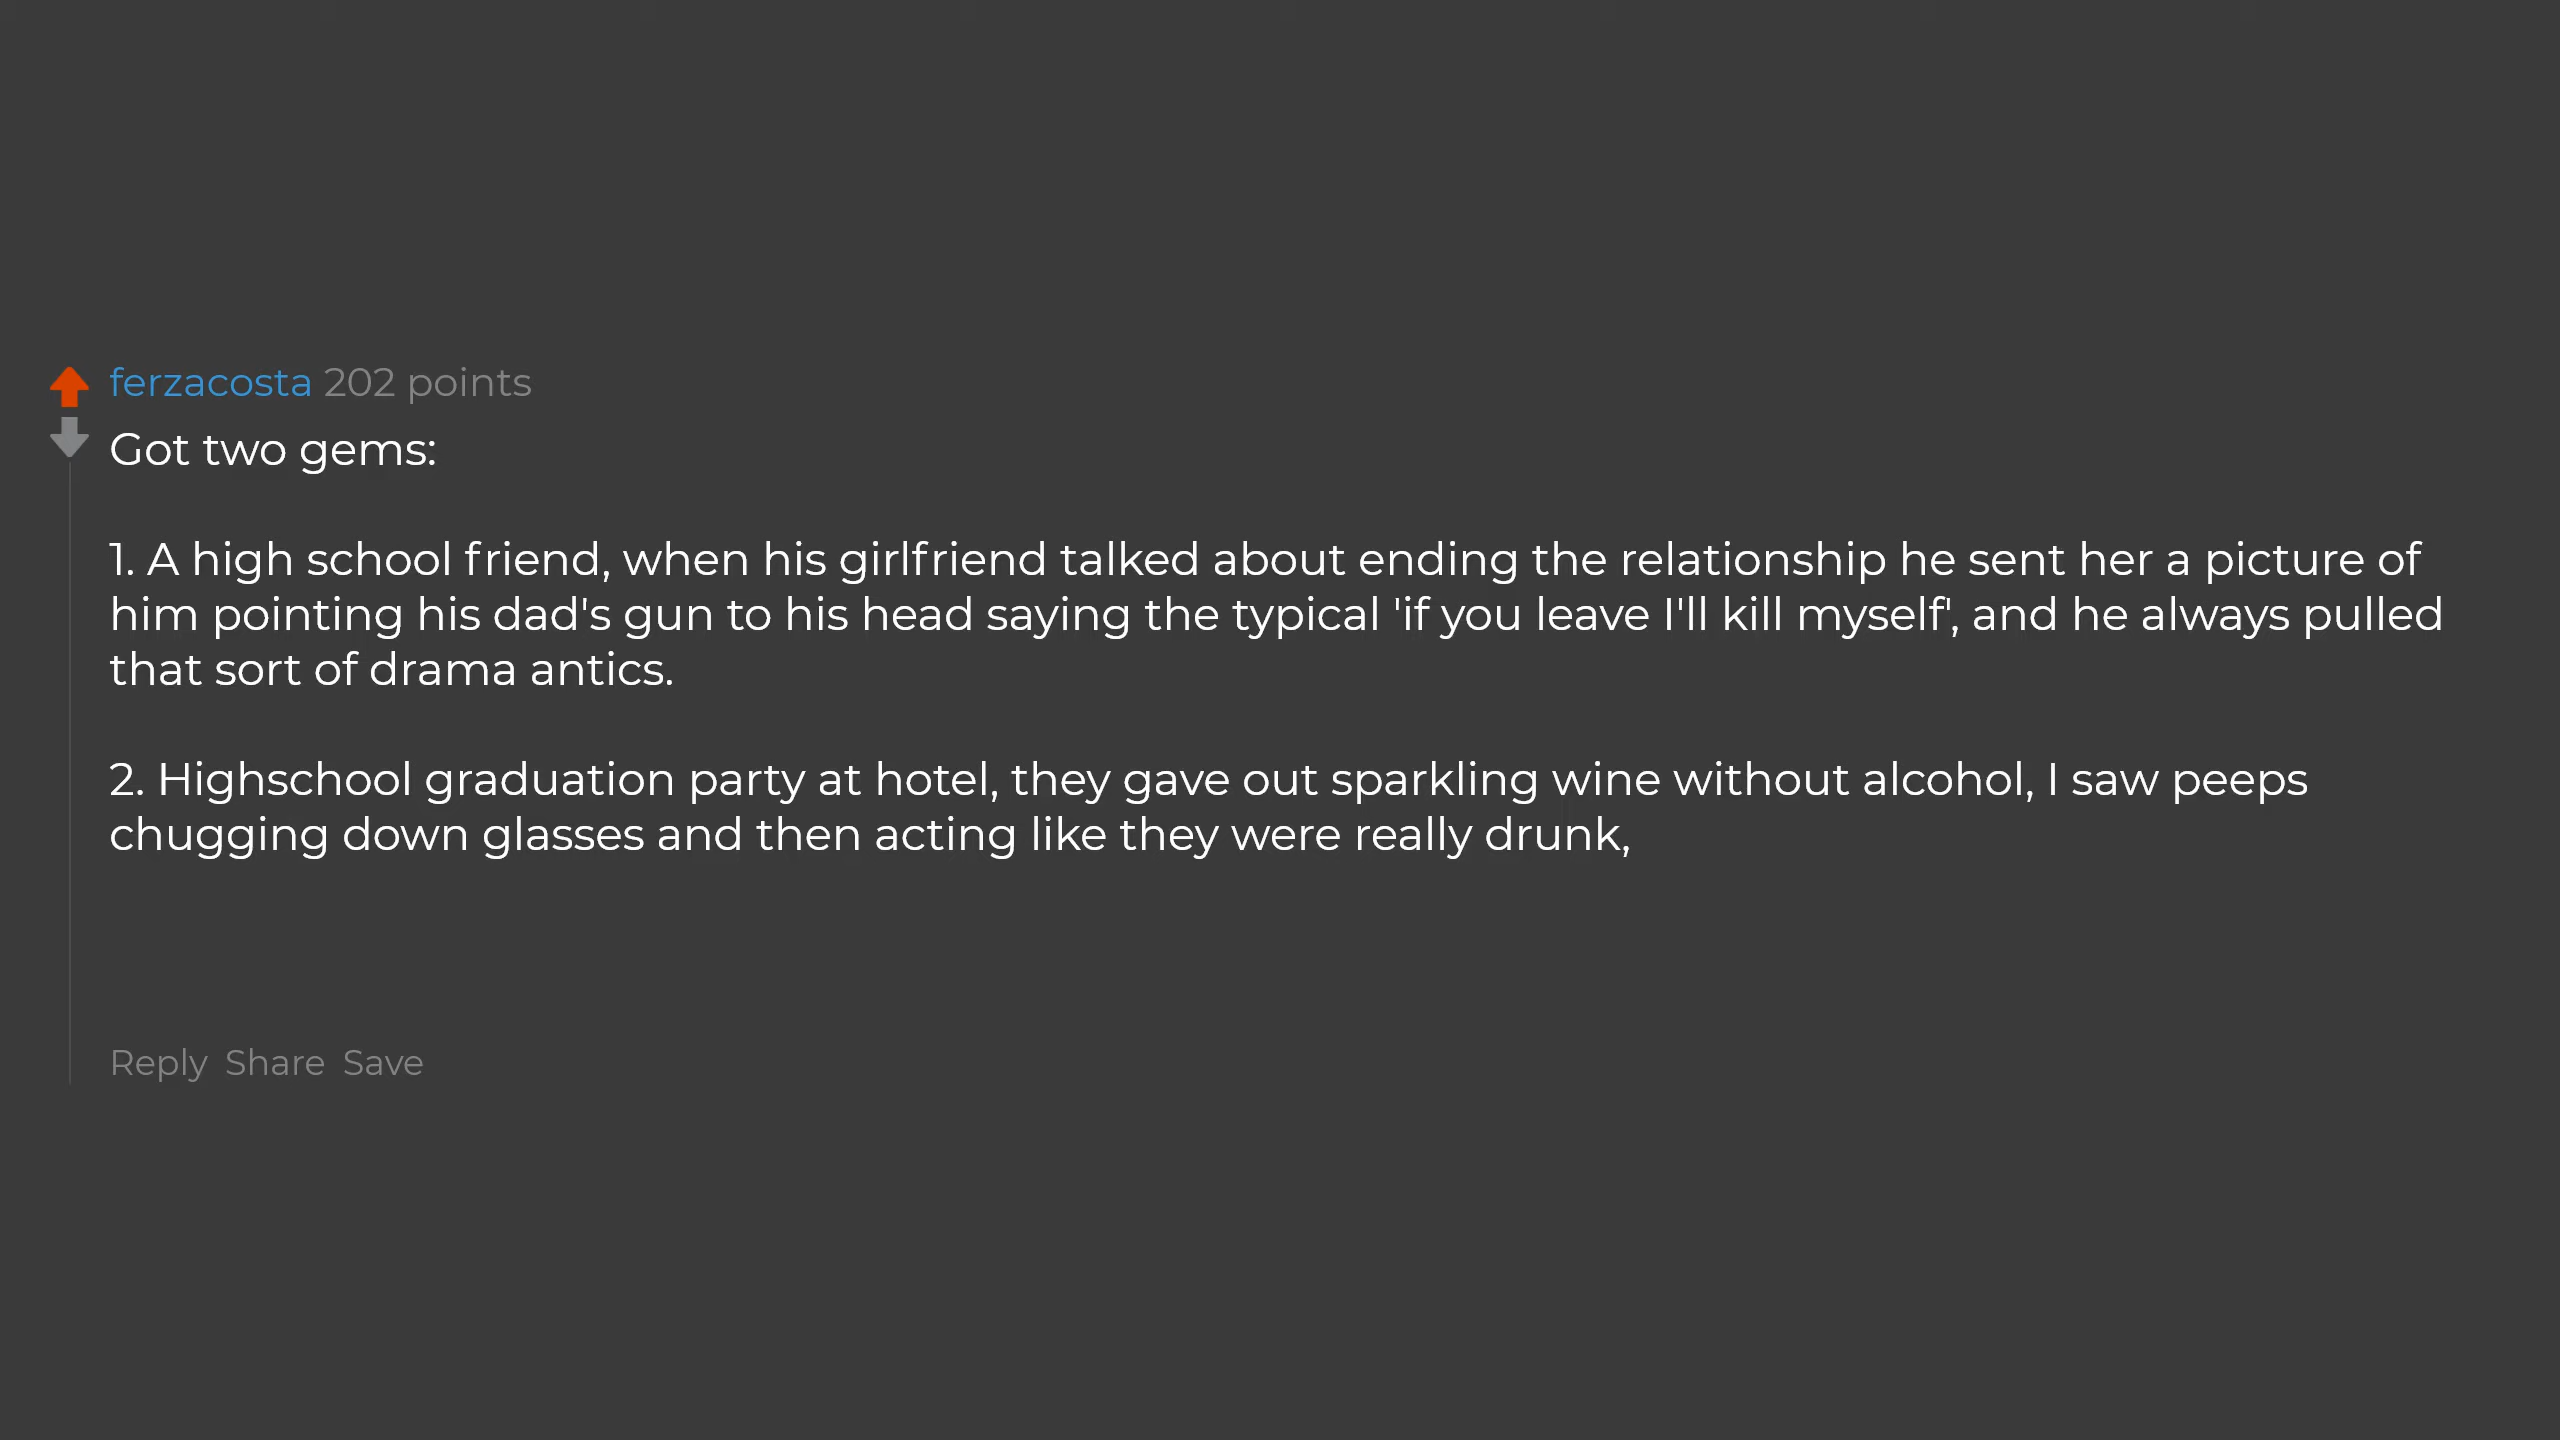 ferzacosta 202 points
Got two gems:
1. A high school friend, when his girlfriend talked about ending the relationship he sent her a picture of
him pointing his dad's gun to his head saying the typical 'if you leave I'll kill myself', and he always pulled
that sort of drama antics.
2. Highschool graduation party at hotel, they gave out sparkling wine without alcohol, I saw peeps
chugging down glasses and then acting like they were really drunk,
Reply Share Save